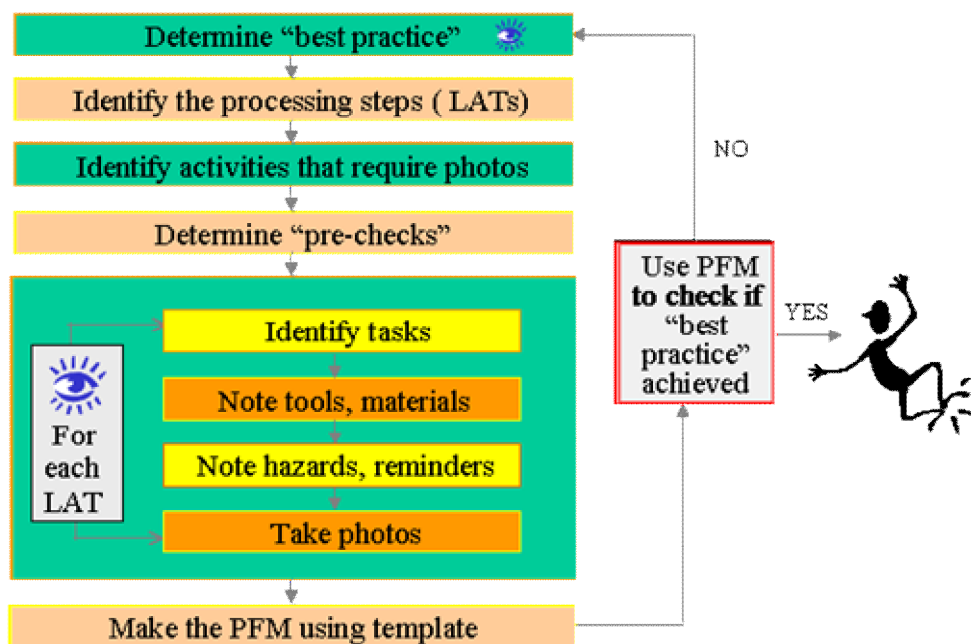 Determine “best practice”
Identify the processing steps ( LATs)
Identify activities that require photos
Determine “pre-checks”
For
each
LAT
Identify tasks
Note tools, materials
Note hazards, reminders
Take photos
Make the PFM using template
Use PFM
to check if
“best
practice”
achieved
NO
YES